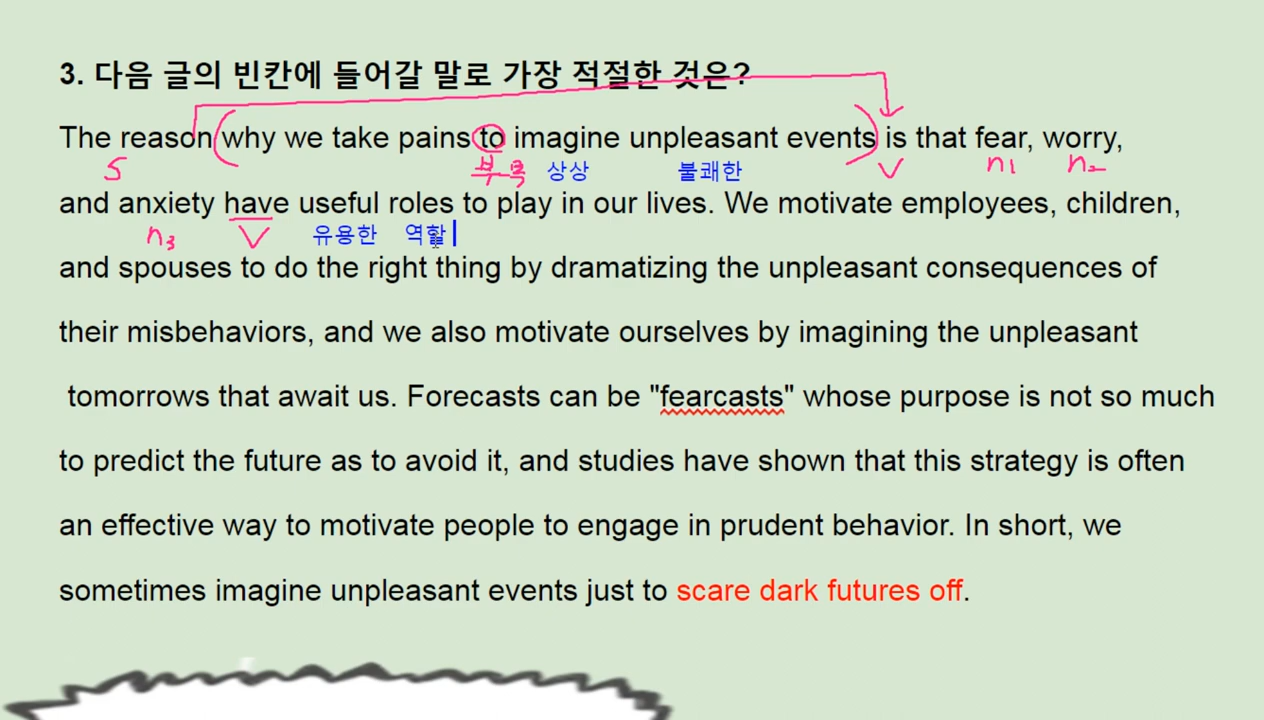 3. 다음 글의 빈칸에 들어갈 말로 가장 적절한 것은?
The reason (why we take pains to imagine unpleasant events) is that fear, worry,
S 부 목 상상 불쾌한 V n1 n2
and anxiety have useful roles to play in our lives. We motivate employees, children,
n3 V 유용한 역할
and spouses to do the right thing by dramatizing the unpleasant consequences of
their misbehaviors, and we also motivate ourselves by imagining the unpleasant
tomorrows that await us. Forecasts can be "fearcasts" whose purpose is not so much
to predict the future as to avoid it, and studies have shown that this strategy is often
an effective way to motivate people to engage in prudent behavior. In short, we
sometimes imagine unpleasant events just to scare dark futures off.